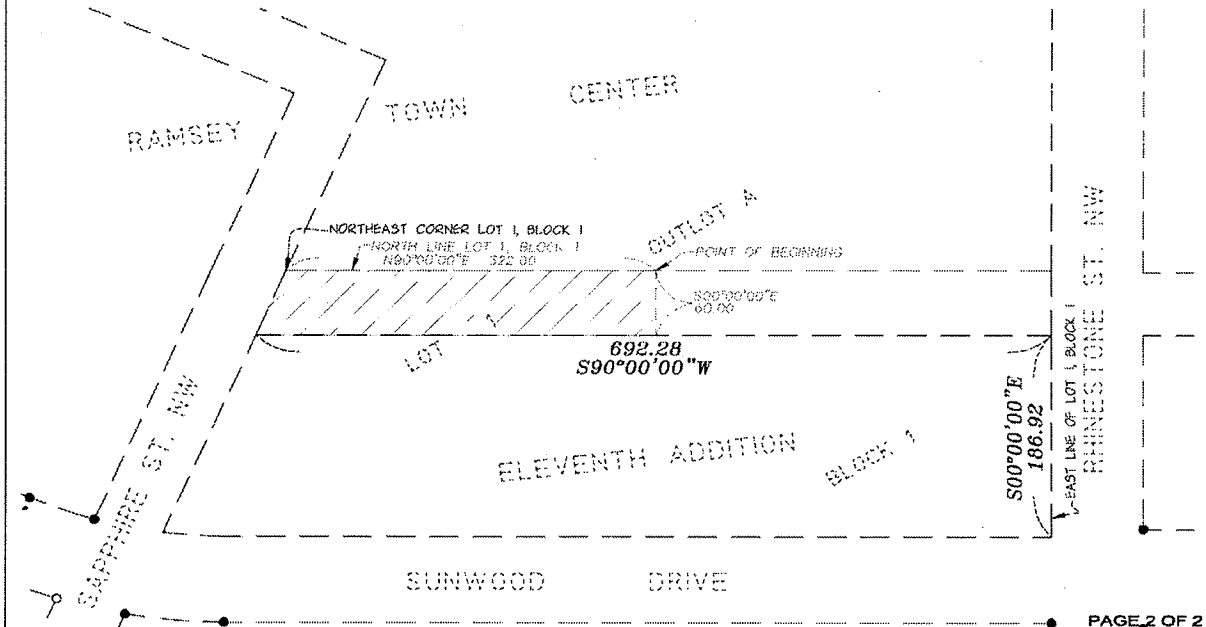 RAMSEY TOWN CENTER
NORTHEAST CORNER LOT 1, BLOCK 1
NORTH LINE LOT 1, BLOCK 1
N90°00'00"E 322.00
OUTLOT A
POINT OF BEGINNING
S00°00'00"E
60.00
LOT 1
692.28
S90°00'00"W
S00°00'00"E
186.92
EAST LINE OF LOT 1, BLOCK 1
RHINESTONE ST. NW
ELEVENTH ADDITION
BLOCK 1
SAPPHIRE ST. NW
SUNWOOD DRIVE
PAGE 2 OF 2